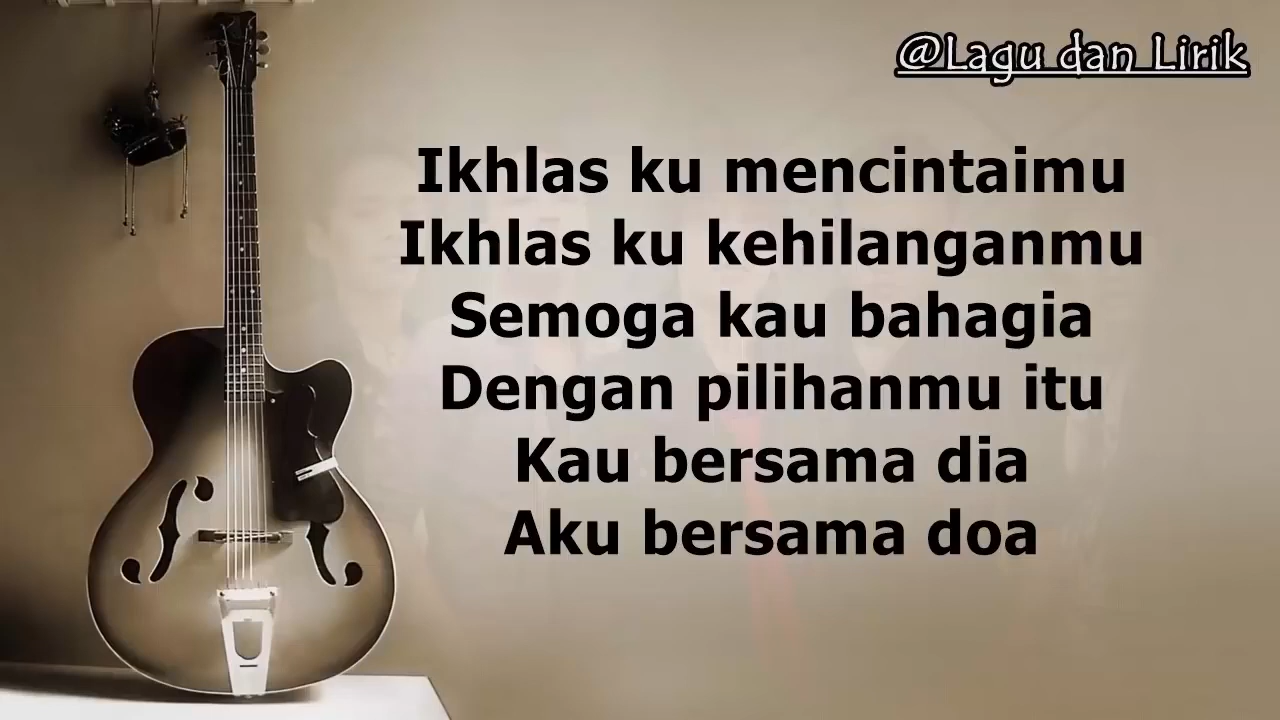 @Lagu dan Lirik
Ikhlas ku mencintaimu
Ikhlas ku kehilanganmu
Semoga kau bahagia
Dengan pilihanmu itu
Kau bersama dia
Aku bersama doa